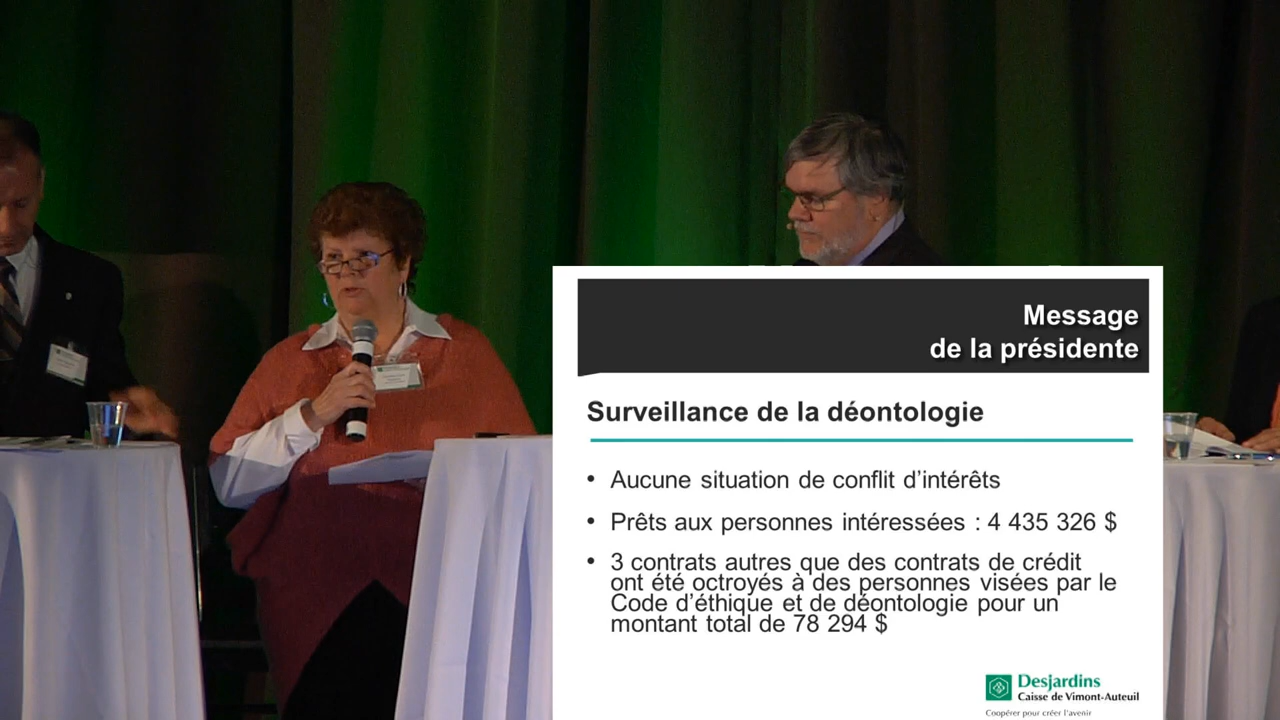 Message
de la présidente
Surveillance de la déontologie
• Aucune situation de conflit d'intérêts
• Prêts aux personnes intéressées : 4 435 326 $
• 3 contrats autres que des contrats de crédit
ont été octroyés à des personnes visées par le
Code d'éthique et de déontologie pour un
montant total de 78 294 $
Desjardins
Caisse de Vimont-Auteuil
Coopérer pour créer l'avenir